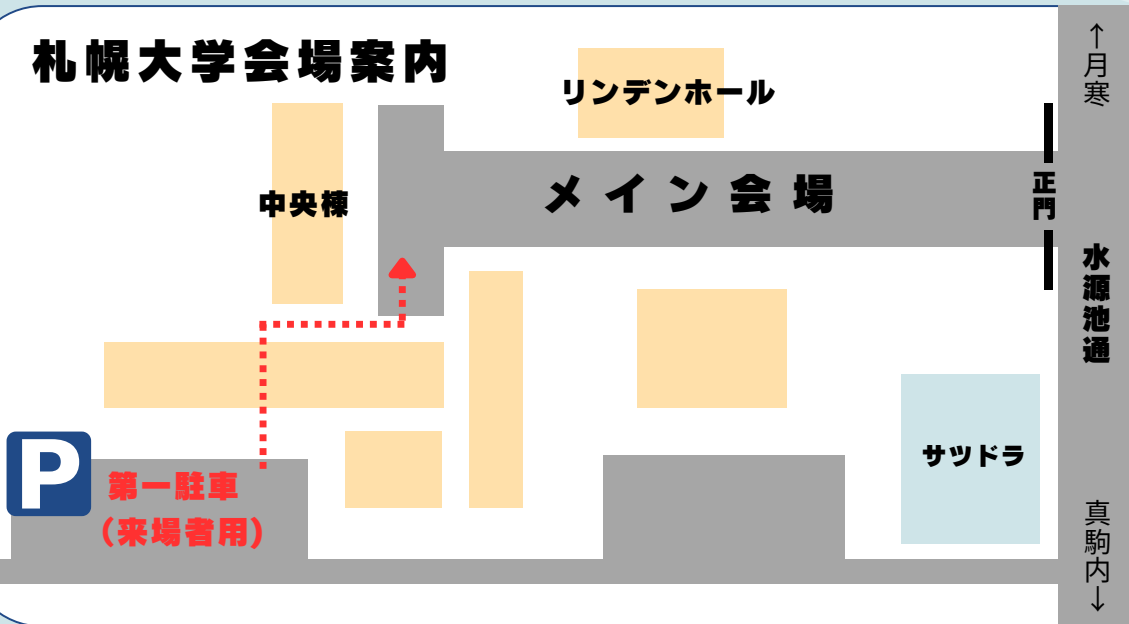 札幌大学会場案内
リンデンホール
↑月寒
中央棟
メイン会場
正門
水源池通
サツドラ
P
第一駐車
(来場者用)
真駒内↓